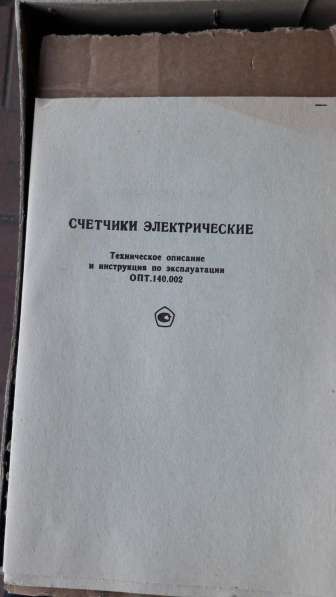 СЧЕТЧИКИ ЭЛЕКТРИЧЕСКИЕ
Техническое описание
и инструкция по эксплуатации
ОПТ.140.002